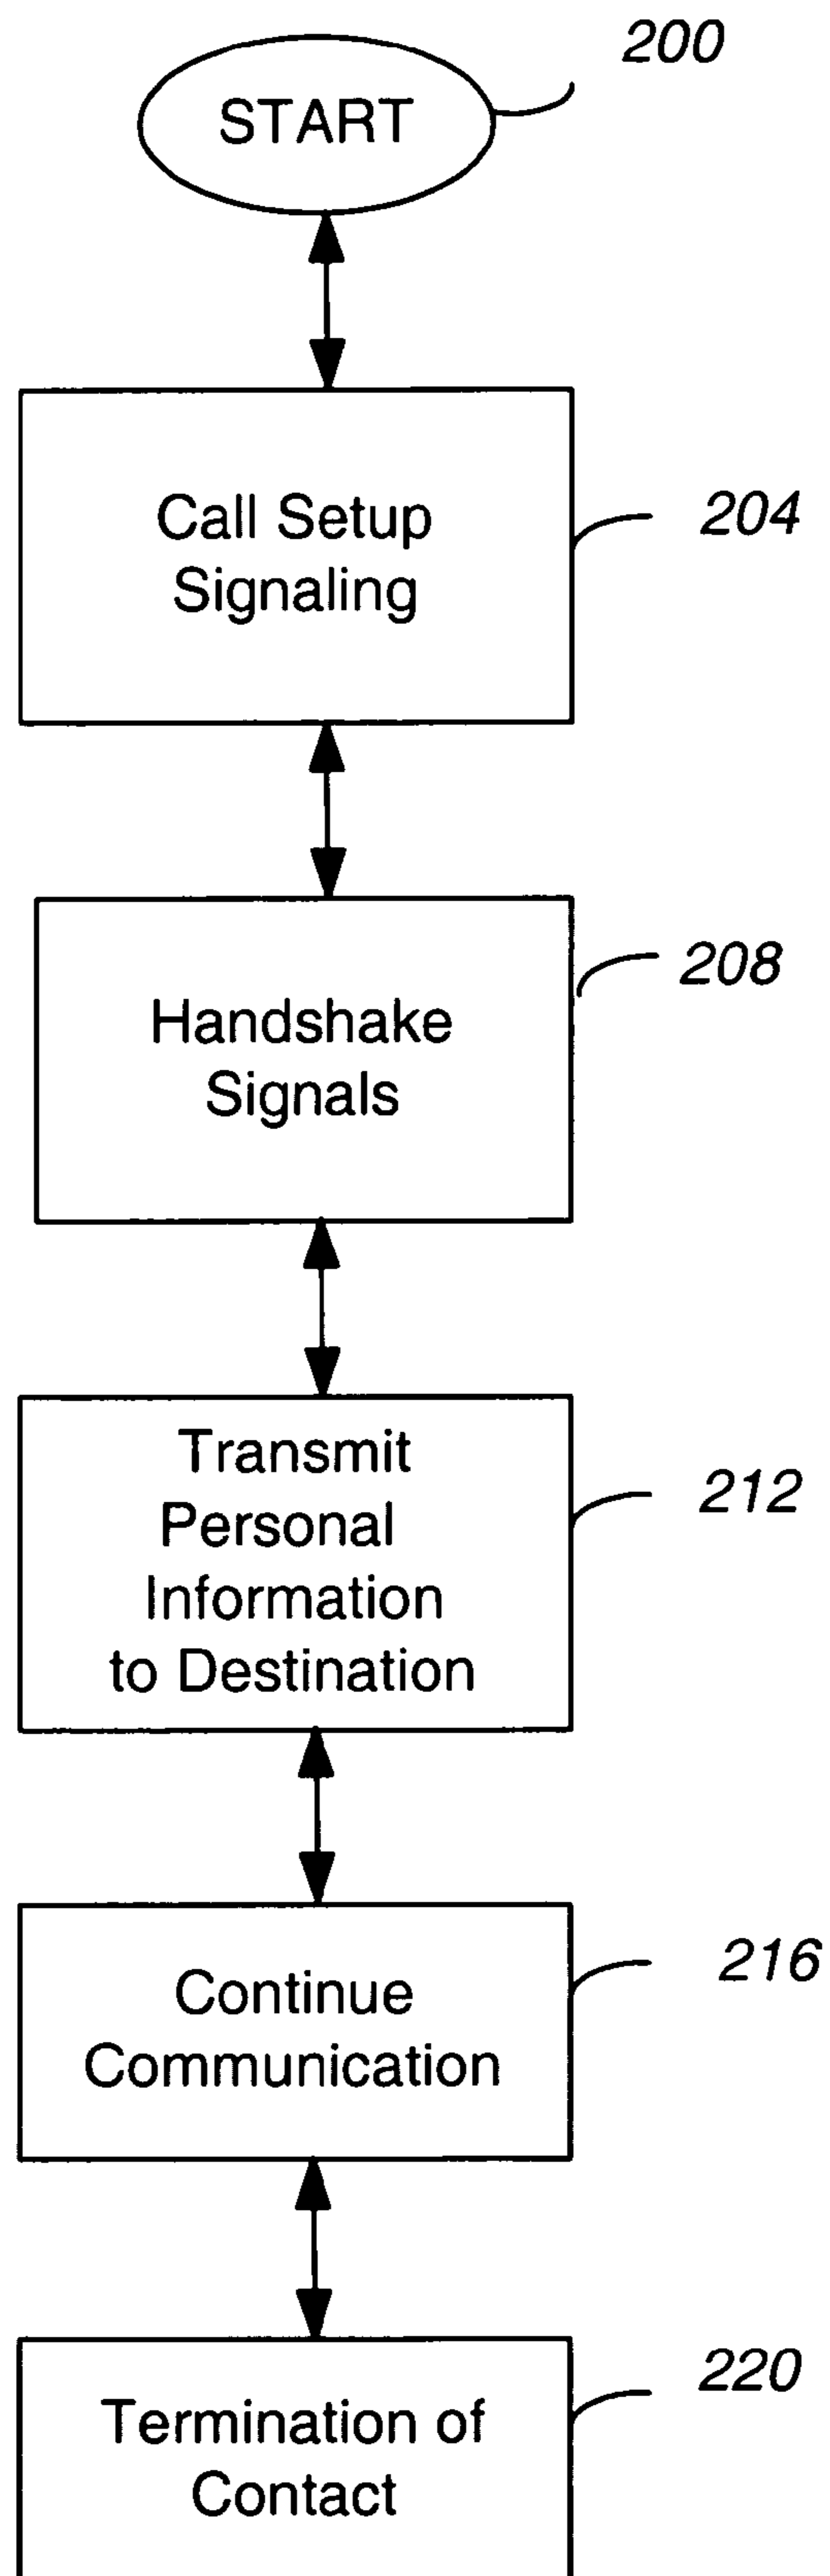 200
START
Call Setup
Signaling
204
208
Handshake
Signals
Transmit
Personal
Information
to Destination
212
Continue
Communication
216
220
Termination of
Contact